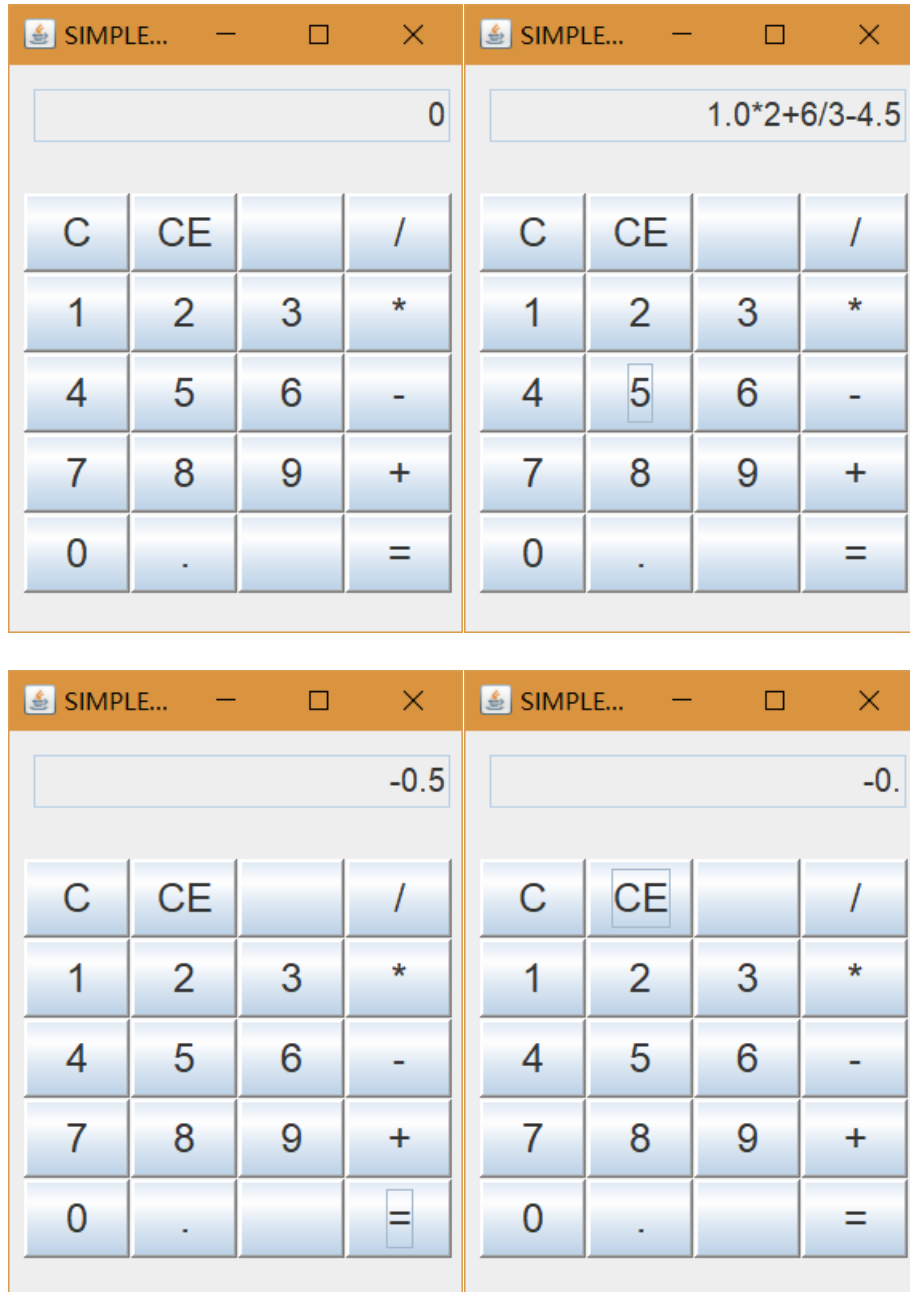 SIMPLE...
0
C CE /
1 2 3 *
4 5 6 -
7 8 9 +
0 . =
SIMPLE...
1.0*2+6/3-4.5
C CE /
1 2 3 *
4 5 6 -
7 8 9 +
0 . =
SIMPLE...
-0.5
C CE /
1 2 3 *
4 5 6 -
7 8 9 +
0 . =
SIMPLE...
-0.
C CE /
1 2 3 *
4 5 6 -
7 8 9 +
0 . =